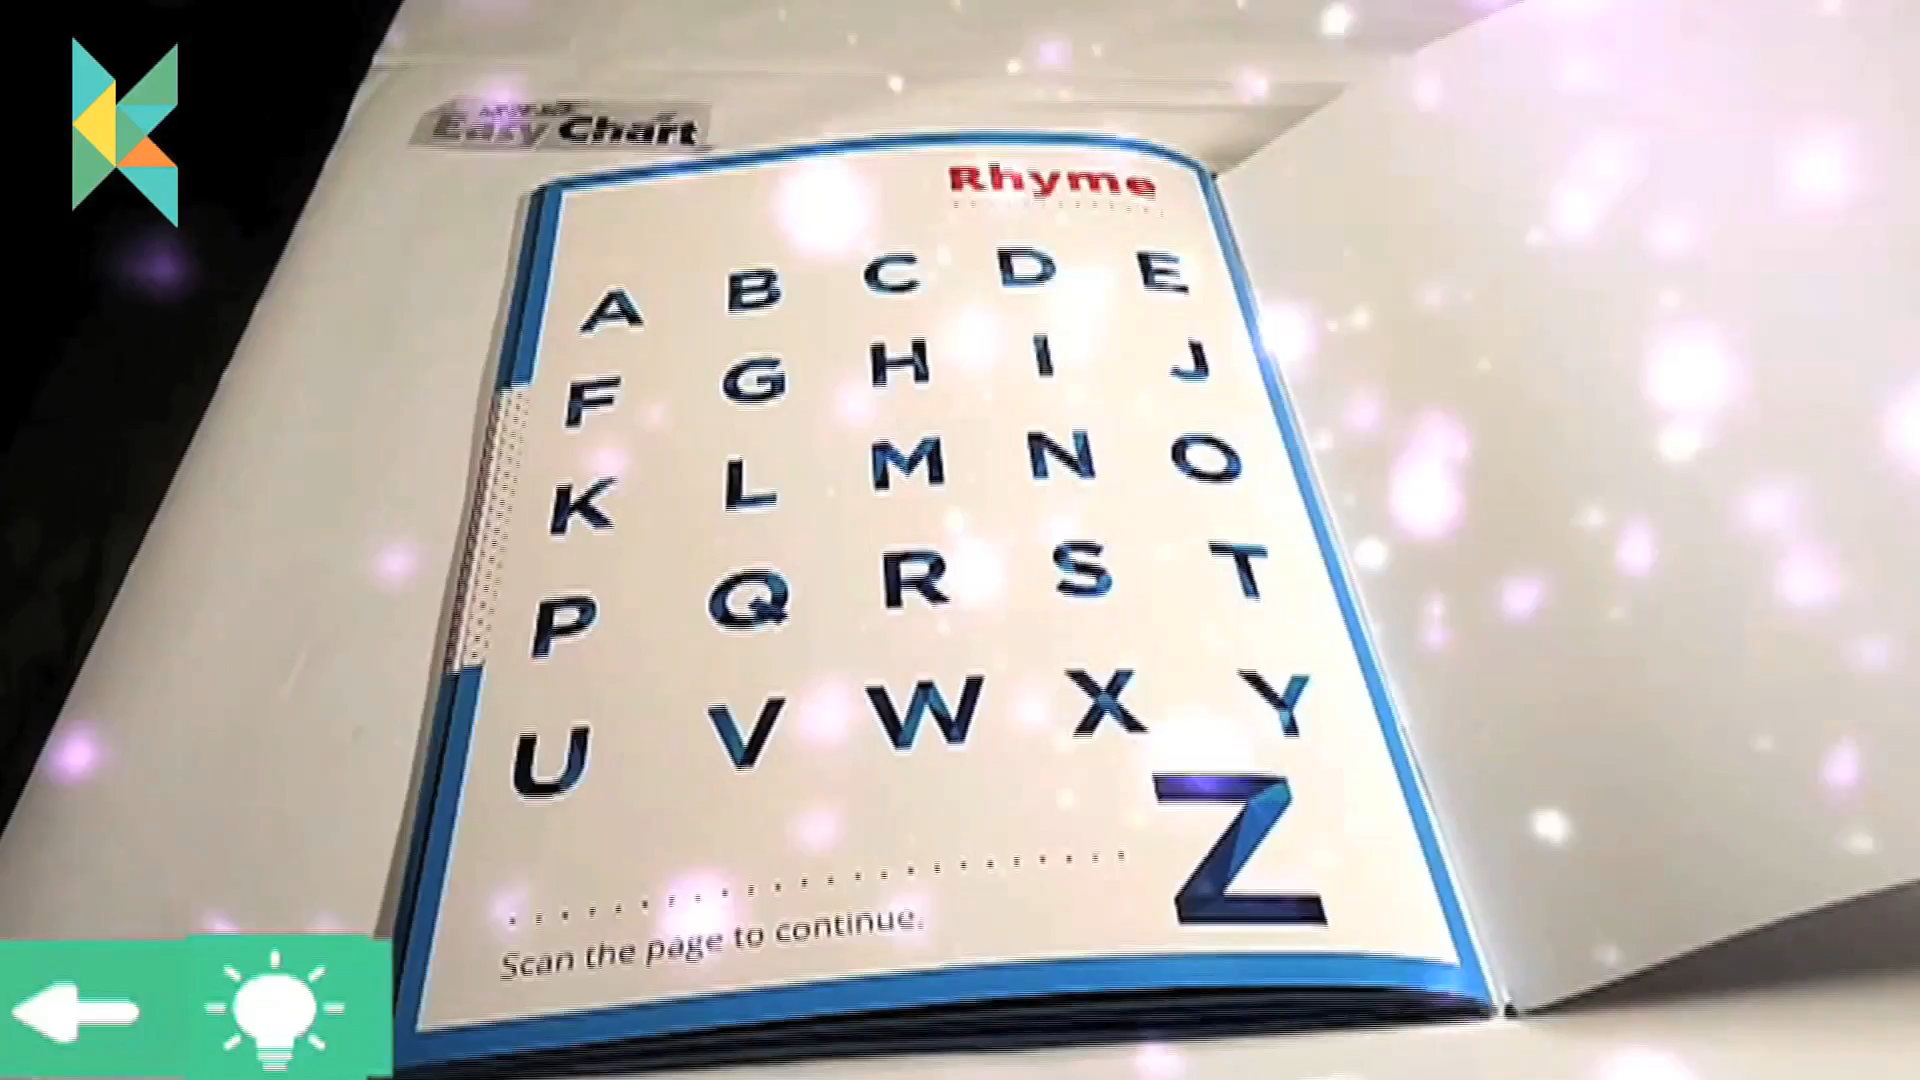 Easy Chart
Rhyme
A B C D E
F G H I J
K L M N O
P Q R S T
U V W X Y
Z
Scan the page to continue.